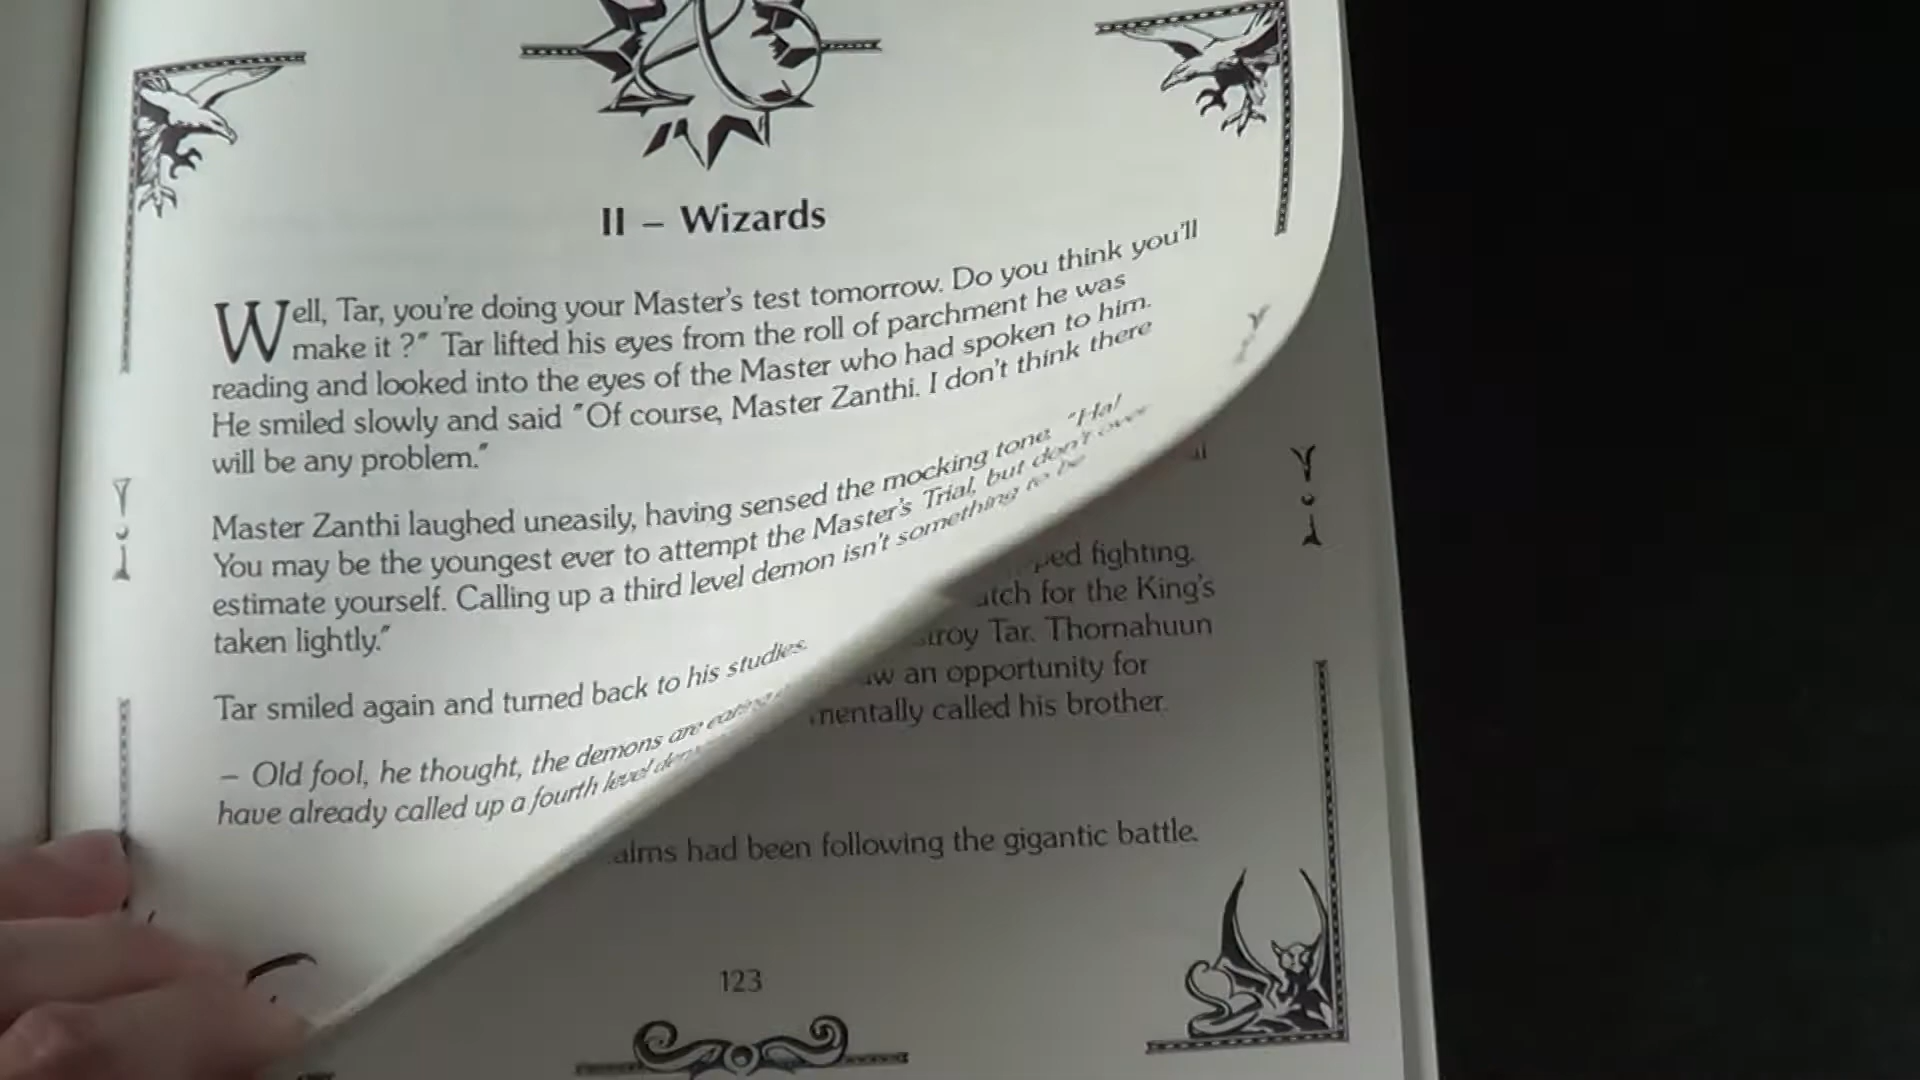 II – Wizards
Well, Tar, you're doing your Master's test tomorrow. Do you think you'll
make it ?" Tar lifted his eyes from the roll of parchment he was
reading and looked into the eyes of the Master who had spoken to him.
He smiled slowly and said "Of course, Master Zanthi. I don't think there
will be any problem."
Master Zanthi laughed uneasily, having sensed the mocking tone. "Ha!
You may be the youngest ever to attempt the Master's Trial, but don't over
estimate yourself. Calling up a third level demon isn't something to be
taken lightly."
Tar smiled again and turned back to his studies.
– Old fool, he thought, the demons are eating
have already called up a fourth level
fighting.
for the King's
Tar. Thornahuun
an opportunity for
mentally called his brother.
had been following the gigantic battle.
123